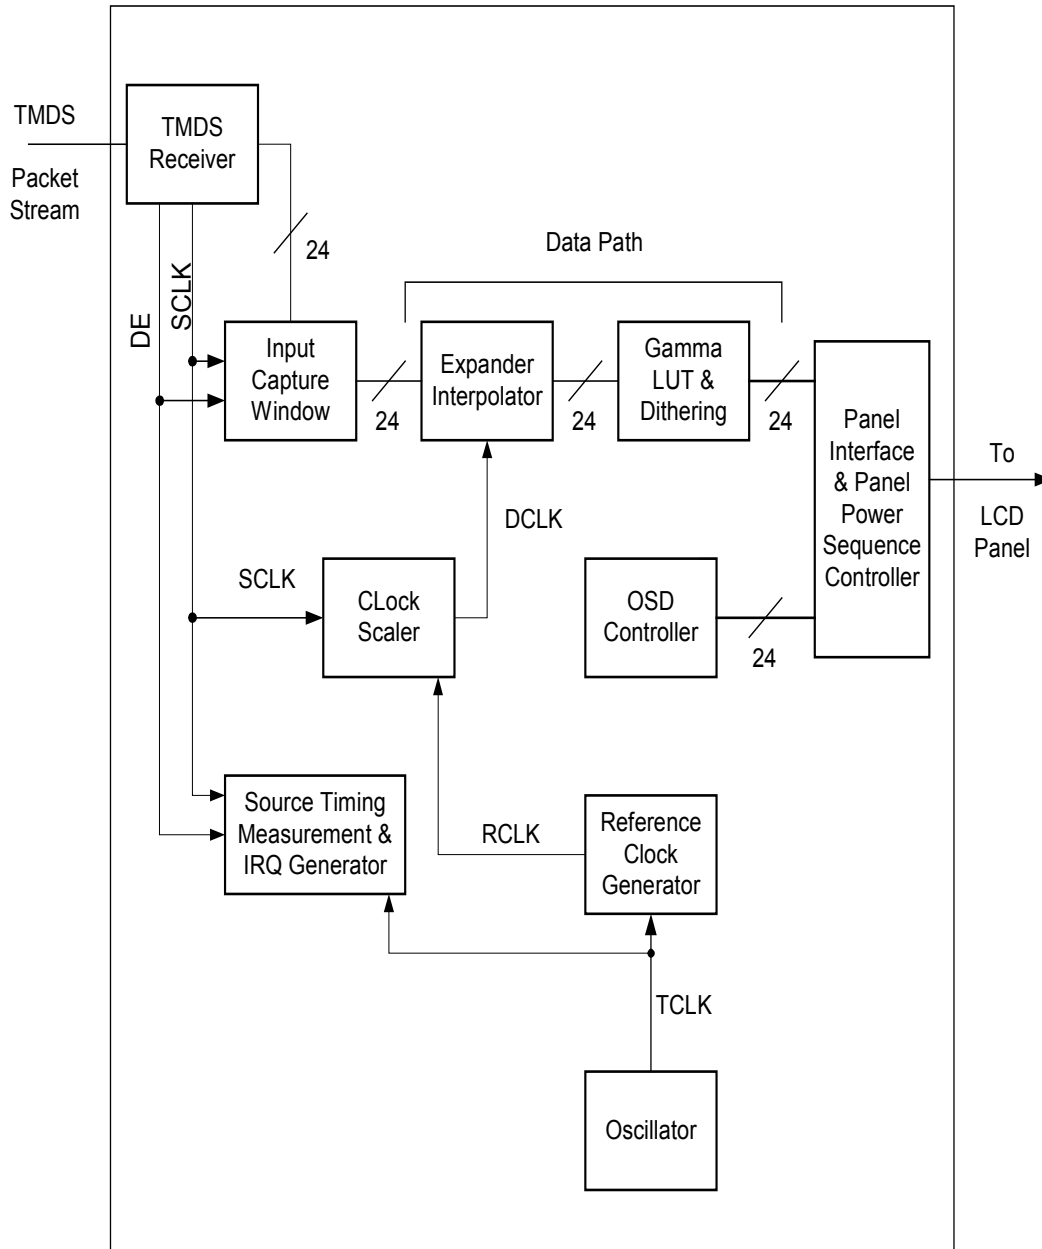 TMDS
Packet
Stream
TMDS
Receiver
24
Data Path
DE
SCLK
Input
Capture
Window
24
Expander
Interpolator
24
Gamma
LUT &
Dithering
24
Panel
Interface
& Panel
Power
Sequence
Controller
To
LCD
Panel
DCLK
SCLK
CLock
Scaler
OSD
Controller
24
Source Timing
Measurement &
IRQ Generator
RCLK
Reference
Clock
Generator
TCLK
Oscillator